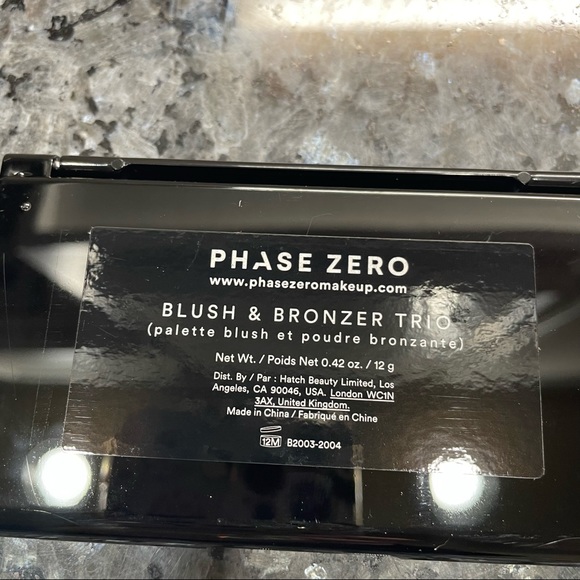 PHASE ZERO
www.phasezeromakeup.com
BLUSH & BRONZER TRIO
(palette blush et poudre bronzante)
Net Wt. / Poids Net 0.42 oz. / 12 g
Dist. By / Par : Hatch Beauty Limited, Los
Angeles, CA 90046, USA. London WC1N
3AX, United Kingdom.
Made in China / Fabriqué en Chine
12M B2003-2004